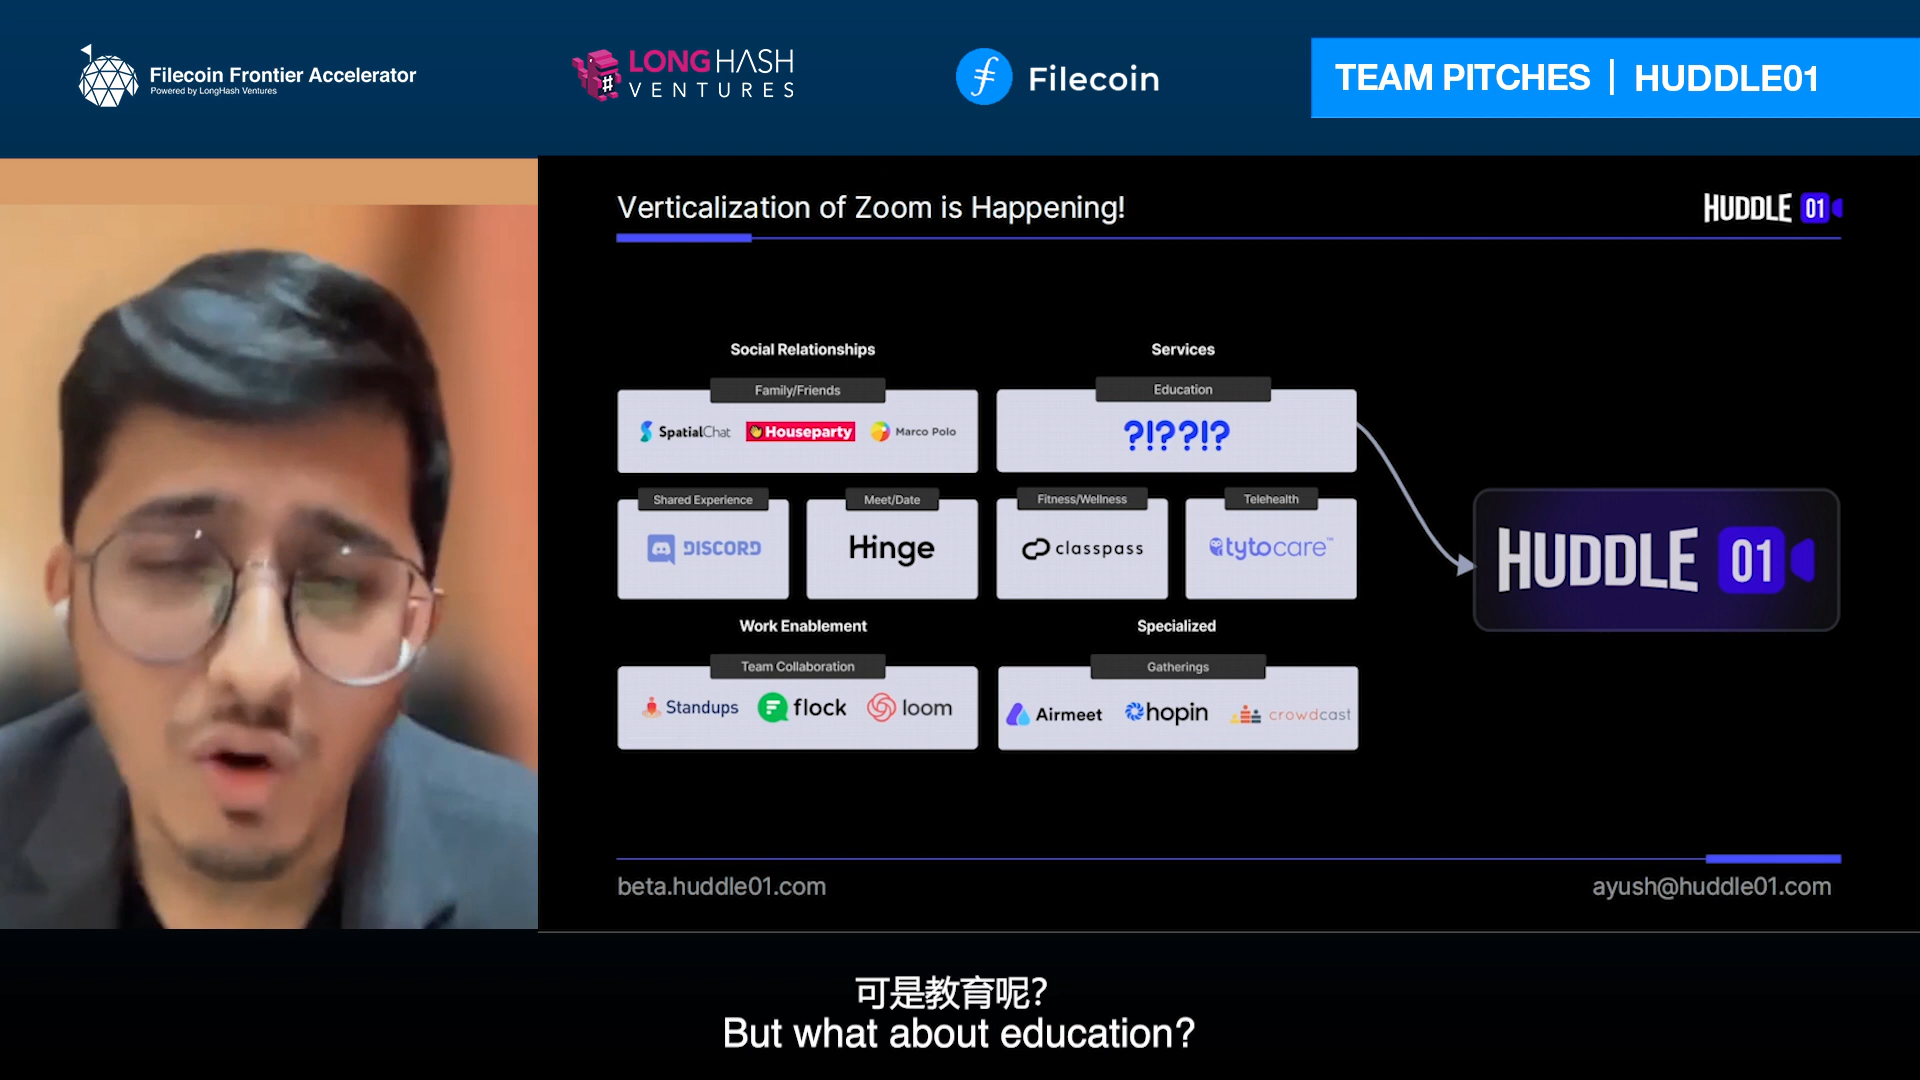 Filecoin Frontier Accelerator
Powered by LongHash Ventures
LONGHASH
VENTURES
Filecoin
TEAM PITCHES | HUDDLE01
Verticalization of Zoom is Happening!
HUDDLE 01
Social Relationships
Family/Friends
SpatialChat Houseparty Marco Polo
Shared Experience
DISCORD
Meet/Date
Hinge
Services
Education
?!??!?
Fitness/Wellness
classpass
Telehealth
tytocare™
Work Enablement
Team Collaboration
Standups flock loom
Specialized
Gatherings
Airmeet hopin crowdcast
HUDDLE 01
beta.huddle01.com
ayush@huddle01.com
可是教育呢？
But what about education?